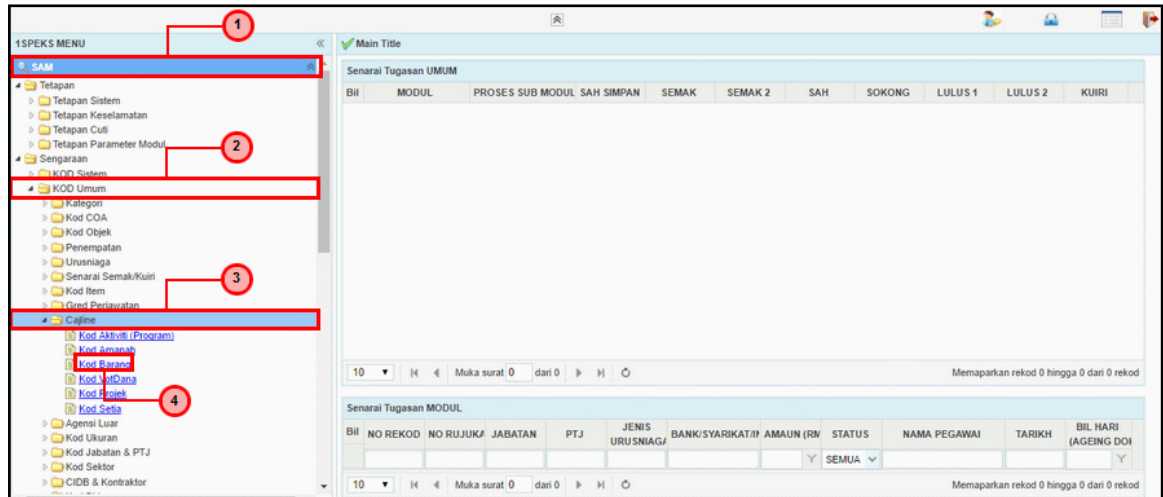 1SPEKS MENU
SAM
Tetapan
Tetapan Sistem
Tetapan Keselamatan
Tetapan Cuti
Tetapan Parameter Modul
Sengaraan
KOD Sistem
KOD Umum
Kategori
Kod COA
Kod Objek
Penempatan
Urusniaga
Senarai Semak/Kuiri
Kod Item
Gred Perjawatan
Cajline
Kod Aktiviti (Program)
Kod Amanah
Kod Barang
Kod VotDana
Kod Projek
Kod Setia
Agensi Luar
Kod Ukuran
Kod Jabatan & PTJ
Kod Sektor
CIDB & Kontraktor
1
2
3
4
Main Title
Senarai Tugasan UMUM
Bil MODUL PROSES SUB MODUL SAH SIMPAN SEMAK SEMAK 2 SAH SOKONG LULUS 1 LULUS 2 KUIRI
10 Muka surat 0 dari 0 Memaparkan rekod 0 hingga 0 dari 0 rekod
Senarai Tugasan MODUL
Bil NO REKOD NO RUJUKA JABATAN PTJ JENIS URUSNIAGA BANK/SYARIKAT/IN AMAUN (RM STATUS NAMA PEGAWAI TARIKH BIL HARI (AGEING DOK
SEMUA
10 Muka surat 0 dari 0 Memaparkan rekod 0 hingga 0 dari 0 rekod